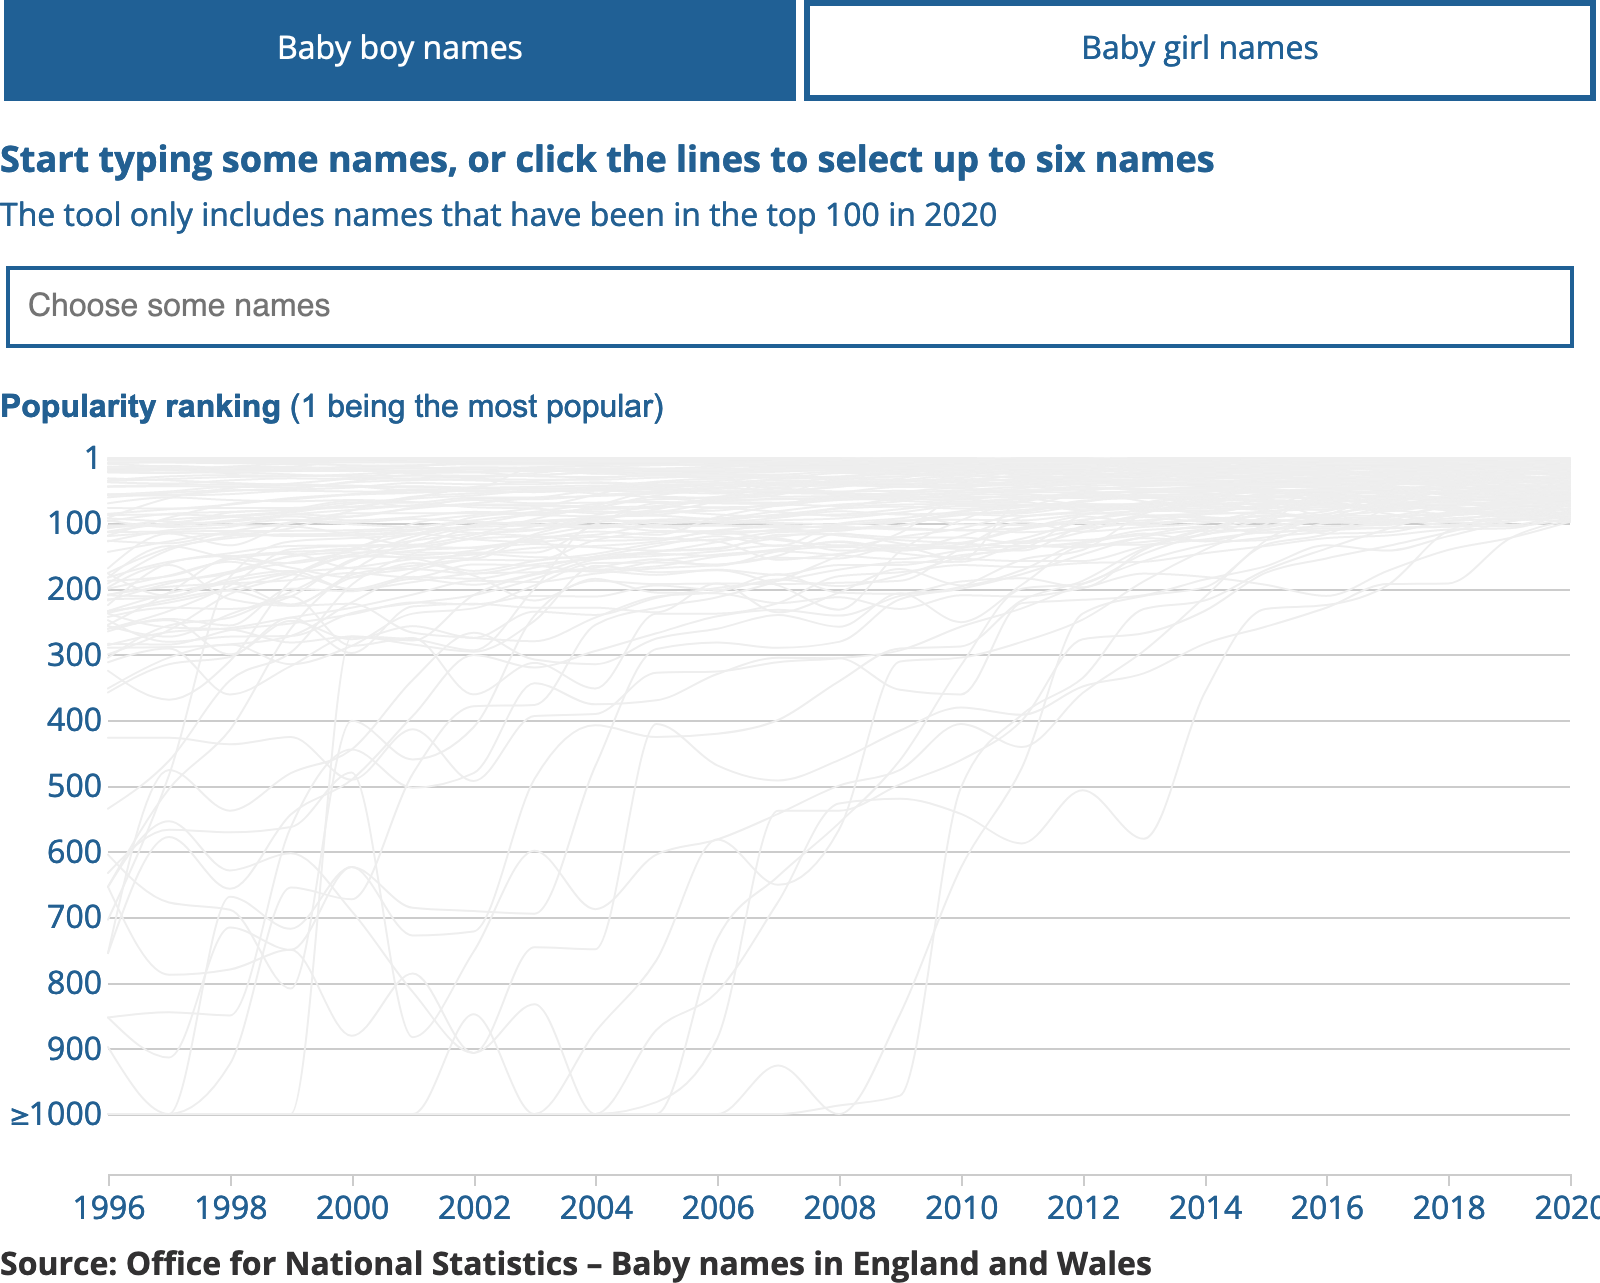 Baby boy names
Baby girl names
Start typing some names, or click the lines to select up to six names
The tool only includes names that have been in the top 100 in 2020
Choose some names
Popularity ranking (1 being the most popular)
1
100
200
300
400
500
600
700
800
900
≥1000
1996 1998 2000 2002 2004 2006 2008 2010 2012 2014 2016 2018 2020
Source: Office for National Statistics – Baby names in England and Wales